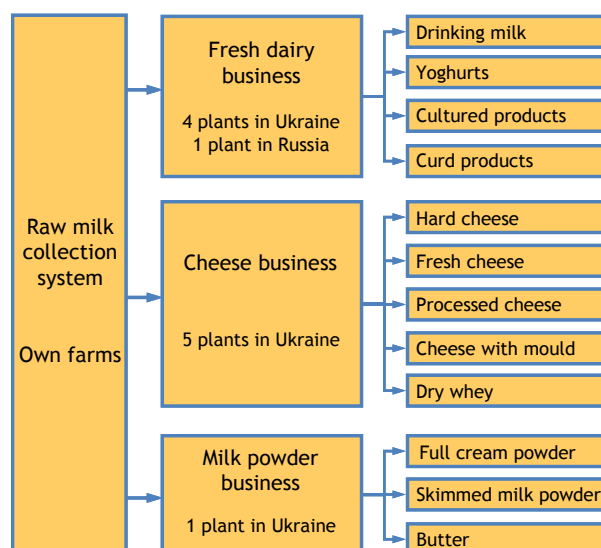 Raw milk
collection
system
Own farms
Fresh dairy
business
4 plants in Ukraine
1 plant in Russia
Drinking milk
Yoghurts
Cultured products
Curd products
Cheese business
5 plants in Ukraine
Hard cheese
Fresh cheese
Processed cheese
Cheese with mould
Dry whey
Milk powder
business
1 plant in Ukraine
Full cream powder
Skimmed milk powder
Butter